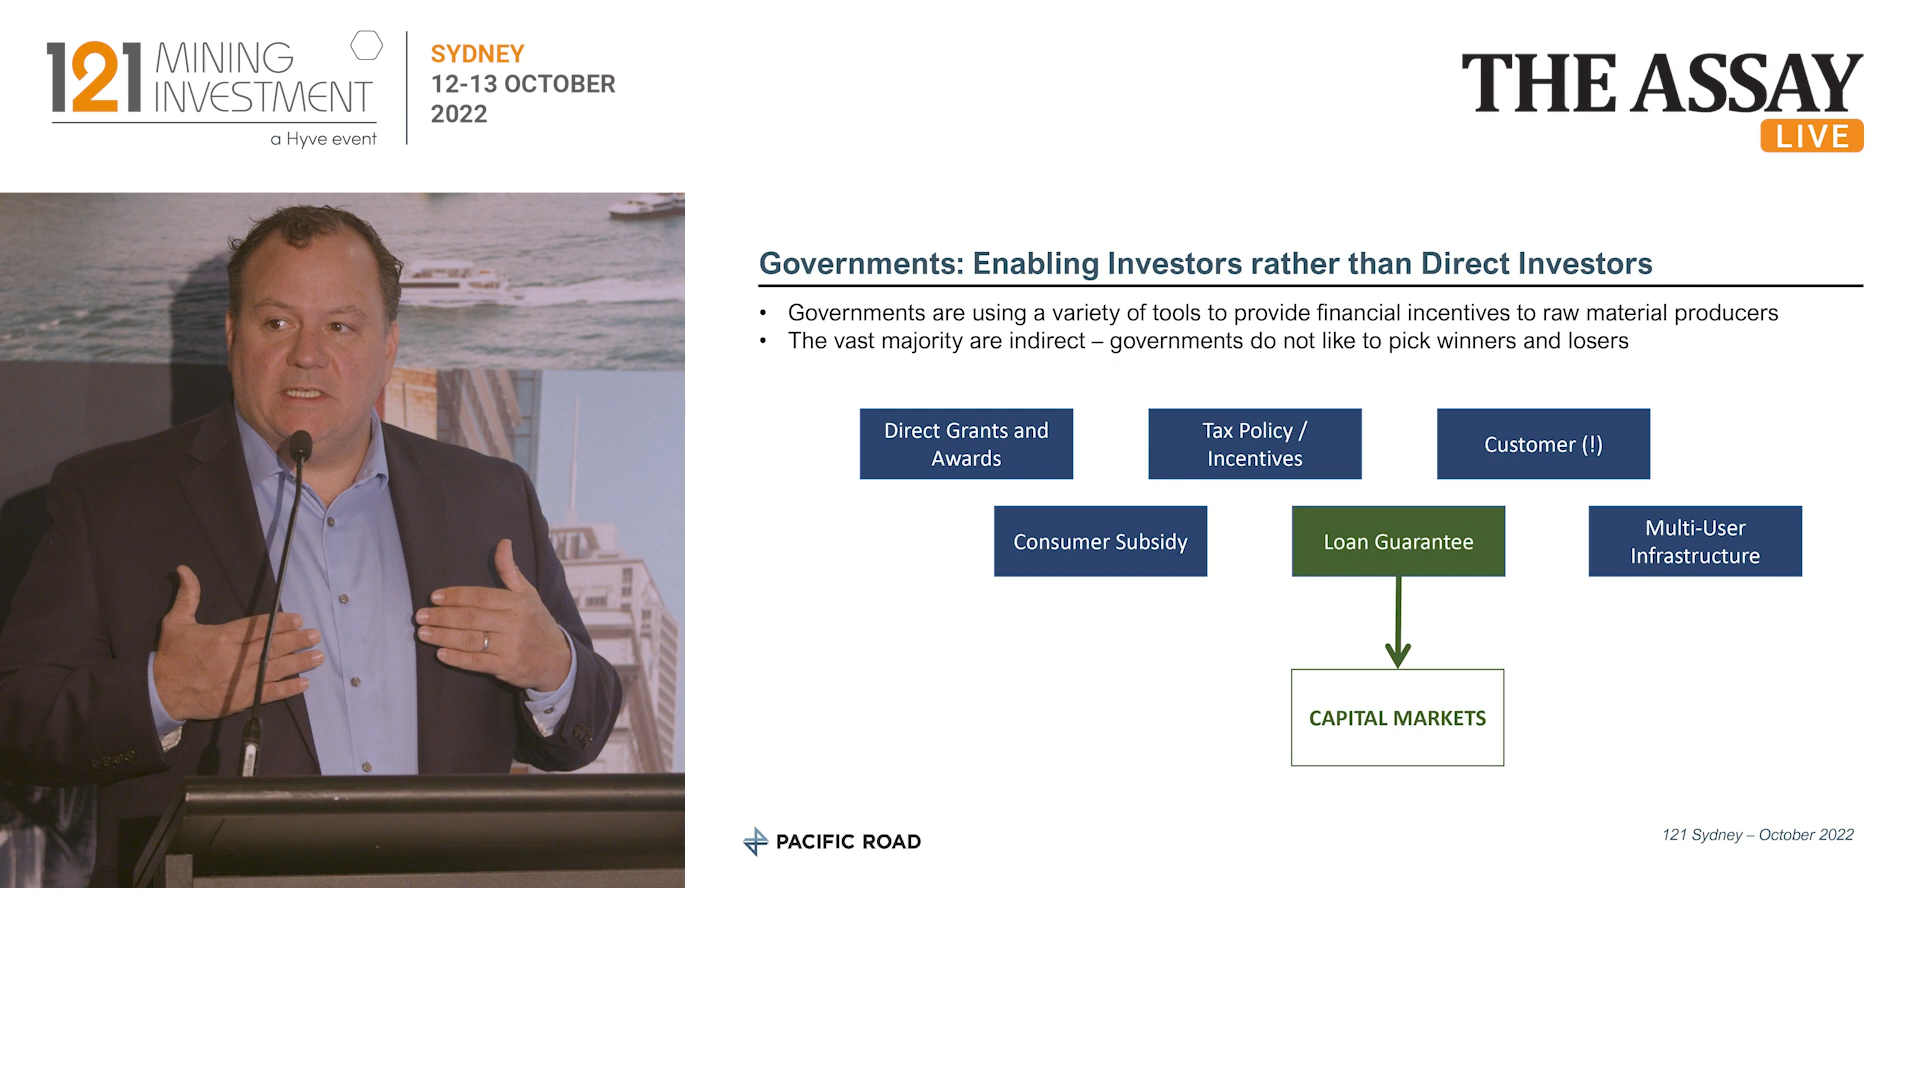 121 MINING INVESTMENT
a Hyve event
SYDNEY
12-13 OCTOBER
2022
THE ASSAY
LIVE
Governments: Enabling Investors rather than Direct Investors
• Governments are using a variety of tools to provide financial incentives to raw material producers
• The vast majority are indirect – governments do not like to pick winners and losers
Direct Grants and
Awards
Tax Policy /
Incentives
Customer (!)
Consumer Subsidy
Loan Guarantee
Multi-User
Infrastructure
CAPITAL MARKETS
PACIFIC ROAD
121 Sydney – October 2022